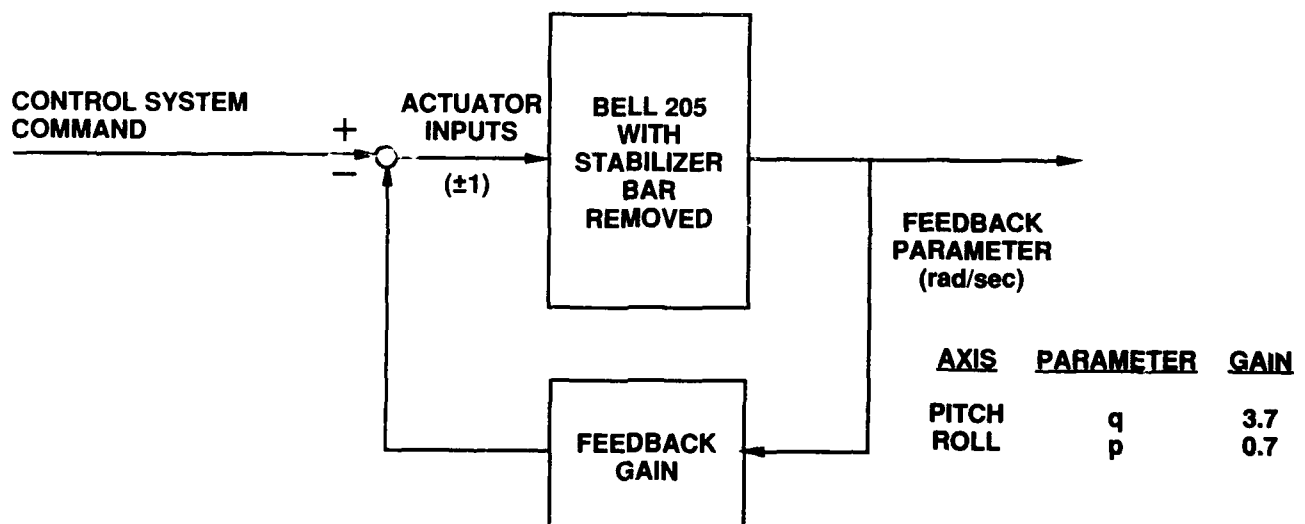 CONTROL SYSTEM
COMMAND
+
−
ACTUATOR
INPUTS
(±1)
BELL 205
WITH
STABILIZER
BAR
REMOVED
FEEDBACK
PARAMETER
(rad/sec)
FEEDBACK
GAIN
AXIS PARAMETER GAIN
PITCH q 3.7
ROLL p 0.7